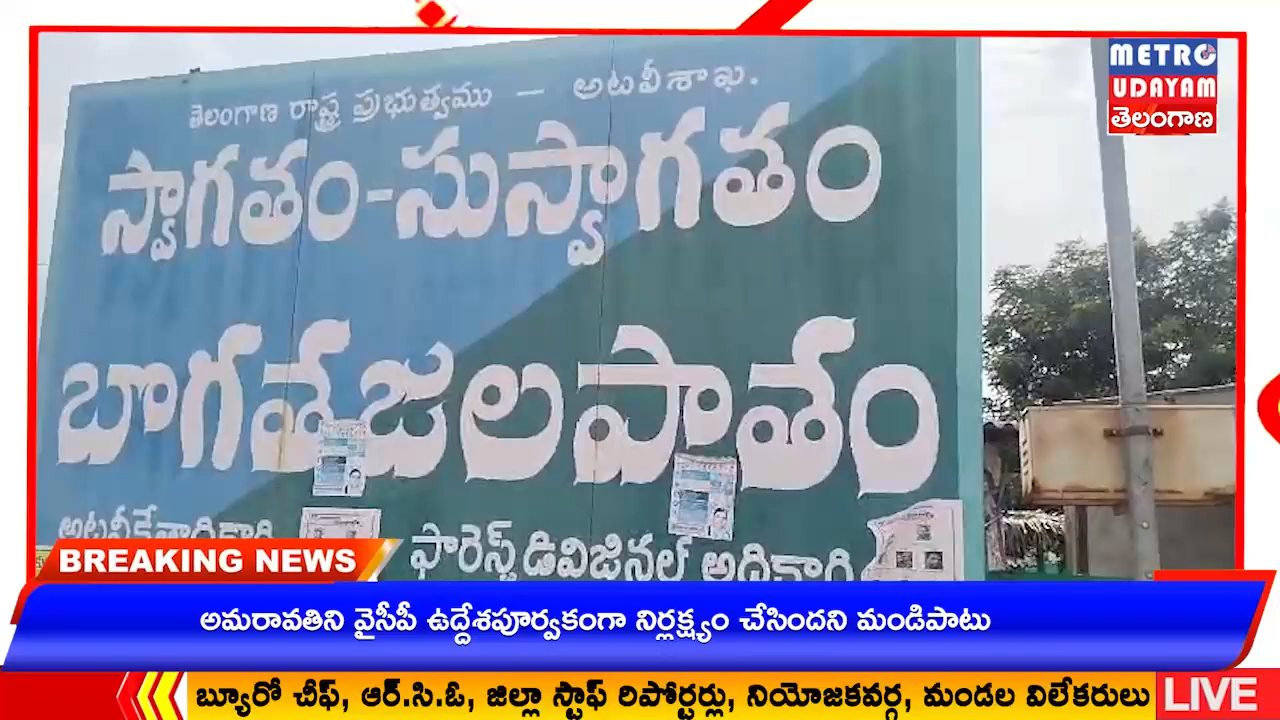 తెలంగాణ రాష్ట్ర ప్రభుత్వము - అటవీశాఖ.
స్వాగతం-సుస్వాగతం
బొగత జలపాతం
ఫారెస్ట్ డివిజినల్ అధికారి
METRO
UDAYAM
తెలంగాణ
BREAKING NEWS
అమరావతిని వైసీపీ ఉద్దేశపూర్వకంగా నిర్లక్ష్యం చేసిందని మండిపాటు
బ్యూరో చీఫ్, ఆర్.సి.ఓ, జిల్లా స్టాఫ్ రిపోర్టర్లు, నియోజకవర్గ, మండల విలేకరులు
LIVE